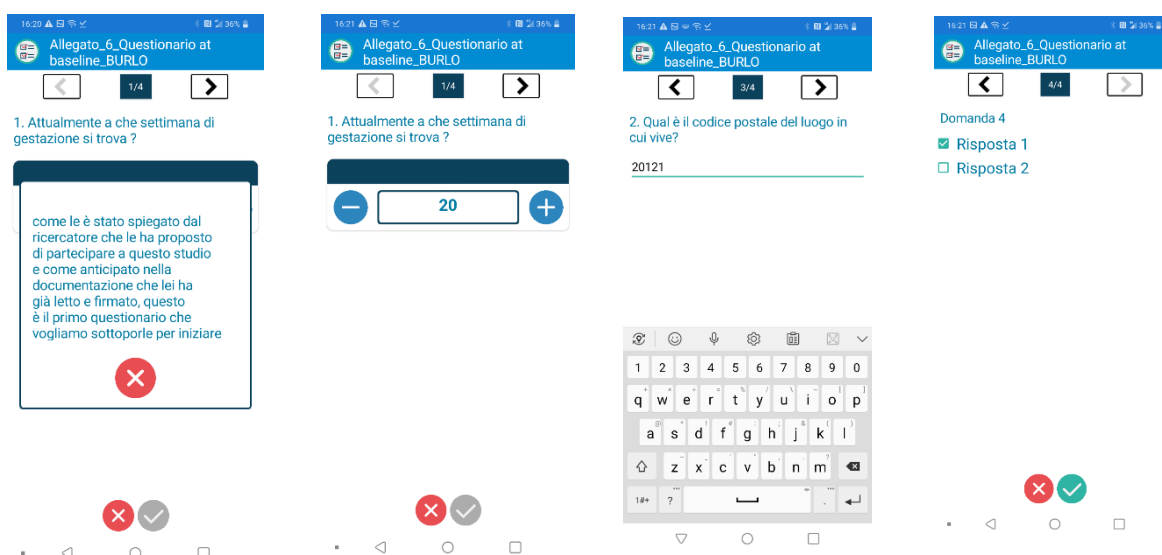 16:20
36%
Allegato_6_Questionario at
baseline_BURLO
1/4
1. Attualmente a che settimana di
gestazione si trova ?
come le è stato spiegato dal
ricercatore che le ha proposto
di partecipare a questo studio
e come anticipato nella
documentazione che lei ha
già letto e firmato, questo
è il primo questionario che
vogliamo sottoporle per iniziare
16:21
36%
Allegato_6_Questionario at
baseline_BURLO
1/4
1. Attualmente a che settimana di
gestazione si trova ?
20
16:21
36%
Allegato_6_Questionario at
baseline_BURLO
3/4
2. Qual è il codice postale del luogo in
cui vive?
20121
1 2 3 4 5 6 7 8 9 0
q w e r t y u i o p
a s d f g h j k l
z x c v b n m
1#+ ? .
16:21
36%
Allegato_6_Questionario at
baseline_BURLO
4/4
Domanda 4
Risposta 1
Risposta 2